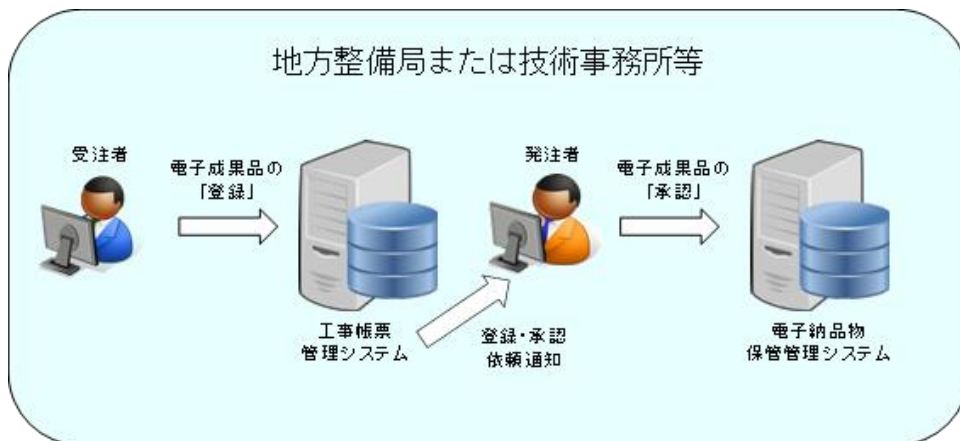 地方整備局または技術事務所等
受注者
電子成果品の
「登録」
工事帳票
管理システム
登録・承認
依頼通知
発注者
電子成果品の
「承認」
電子納品物
保管管理システム